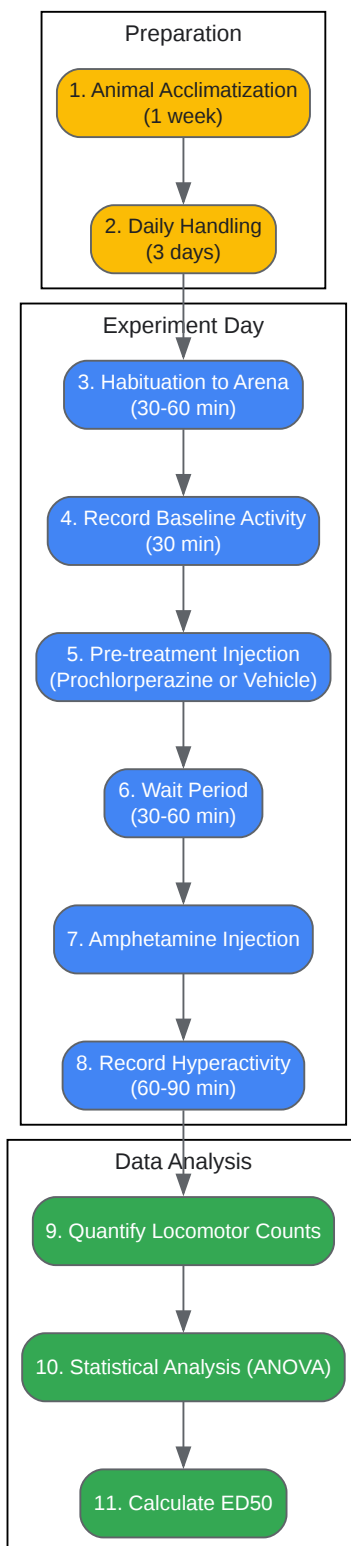 Preparation
1. Animal Acclimatization
(1 week)
2. Daily Handling
(3 days)
Experiment Day
3. Habituation to Arena
(30-60 min)
4. Record Baseline Activity
(30 min)
5. Pre-treatment Injection
(Prochlorperazine or Vehicle)
6. Wait Period
(30-60 min)
7. Amphetamine Injection
8. Record Hyperactivity
(60-90 min)
Data Analysis
9. Quantify Locomotor Counts
10. Statistical Analysis (ANOVA)
11. Calculate ED50